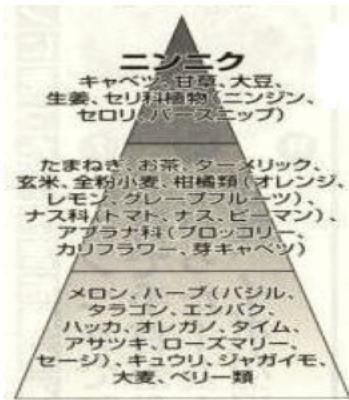 ニンニク
キャベツ、甘草、大豆、
生姜、セリ科植物（ニンジン、
セロリ、パースニップ）
たまねぎ、お茶、ターメリック、
玄米、全粉小麦、柑橘類（オレンジ、
レモン、グレープフルーツ）、
ナス科（トマト、ナス、ピーマン）、
アブラナ科（ブロッコリー、
カリフラワー、芽キャベツ）
メロン、ハーブ（バジル、
タラゴン、エンバク、
ハッカ、オレガノ、タイム、
アサツキ、ローズマリー、
セージ）、キュウリ、ジャガイモ、
大麦、ベリー類